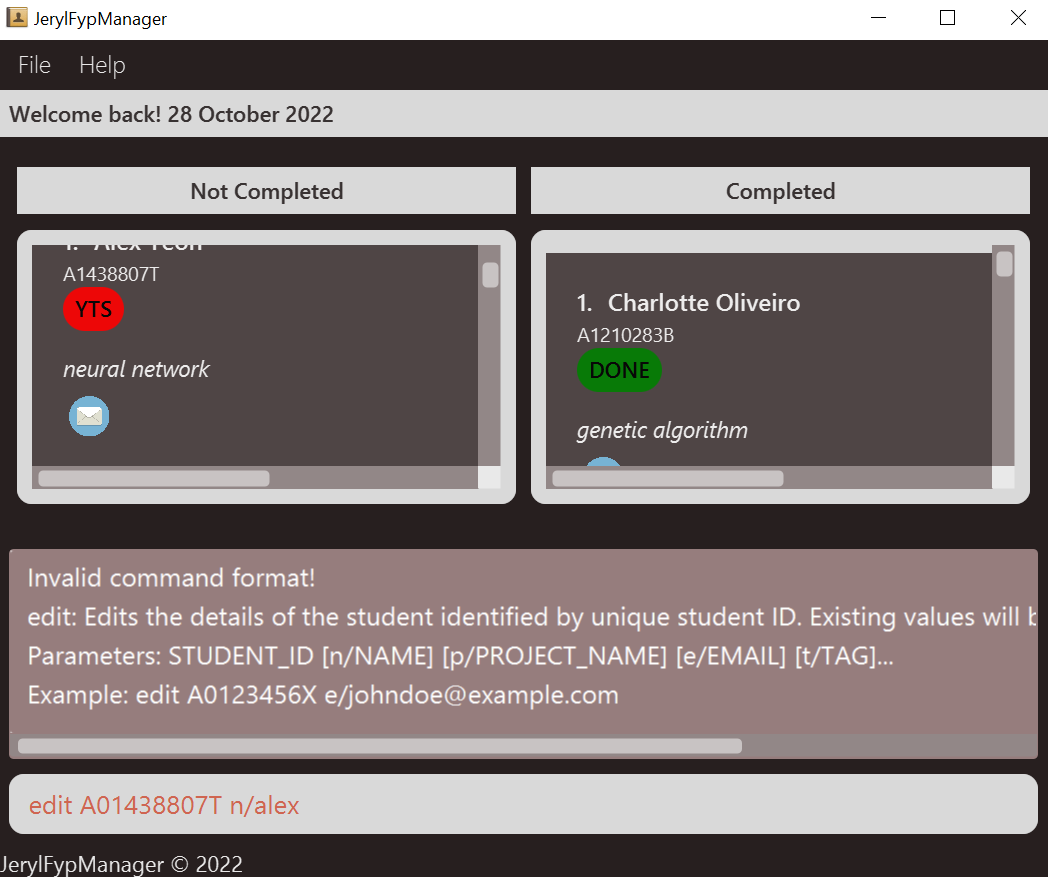 JerylFypManager
File Help
Welcome back! 28 October 2022
Not Completed
1. Alex Yeoh
A1438807T
YTS
neural network
Completed
1. Charlotte Oliveiro
A1210283B
DONE
genetic algorithm
Invalid command format!
edit: Edits the details of the student identified by unique student ID. Existing values will
Parameters: STUDENT_ID [n/NAME] [p/PROJECT_NAME] [e/EMAIL] [t/TAG]...
Example: edit A0123456X e/johndoe@example.com
edit A01438807T n/alex
JerylFypManager © 2022